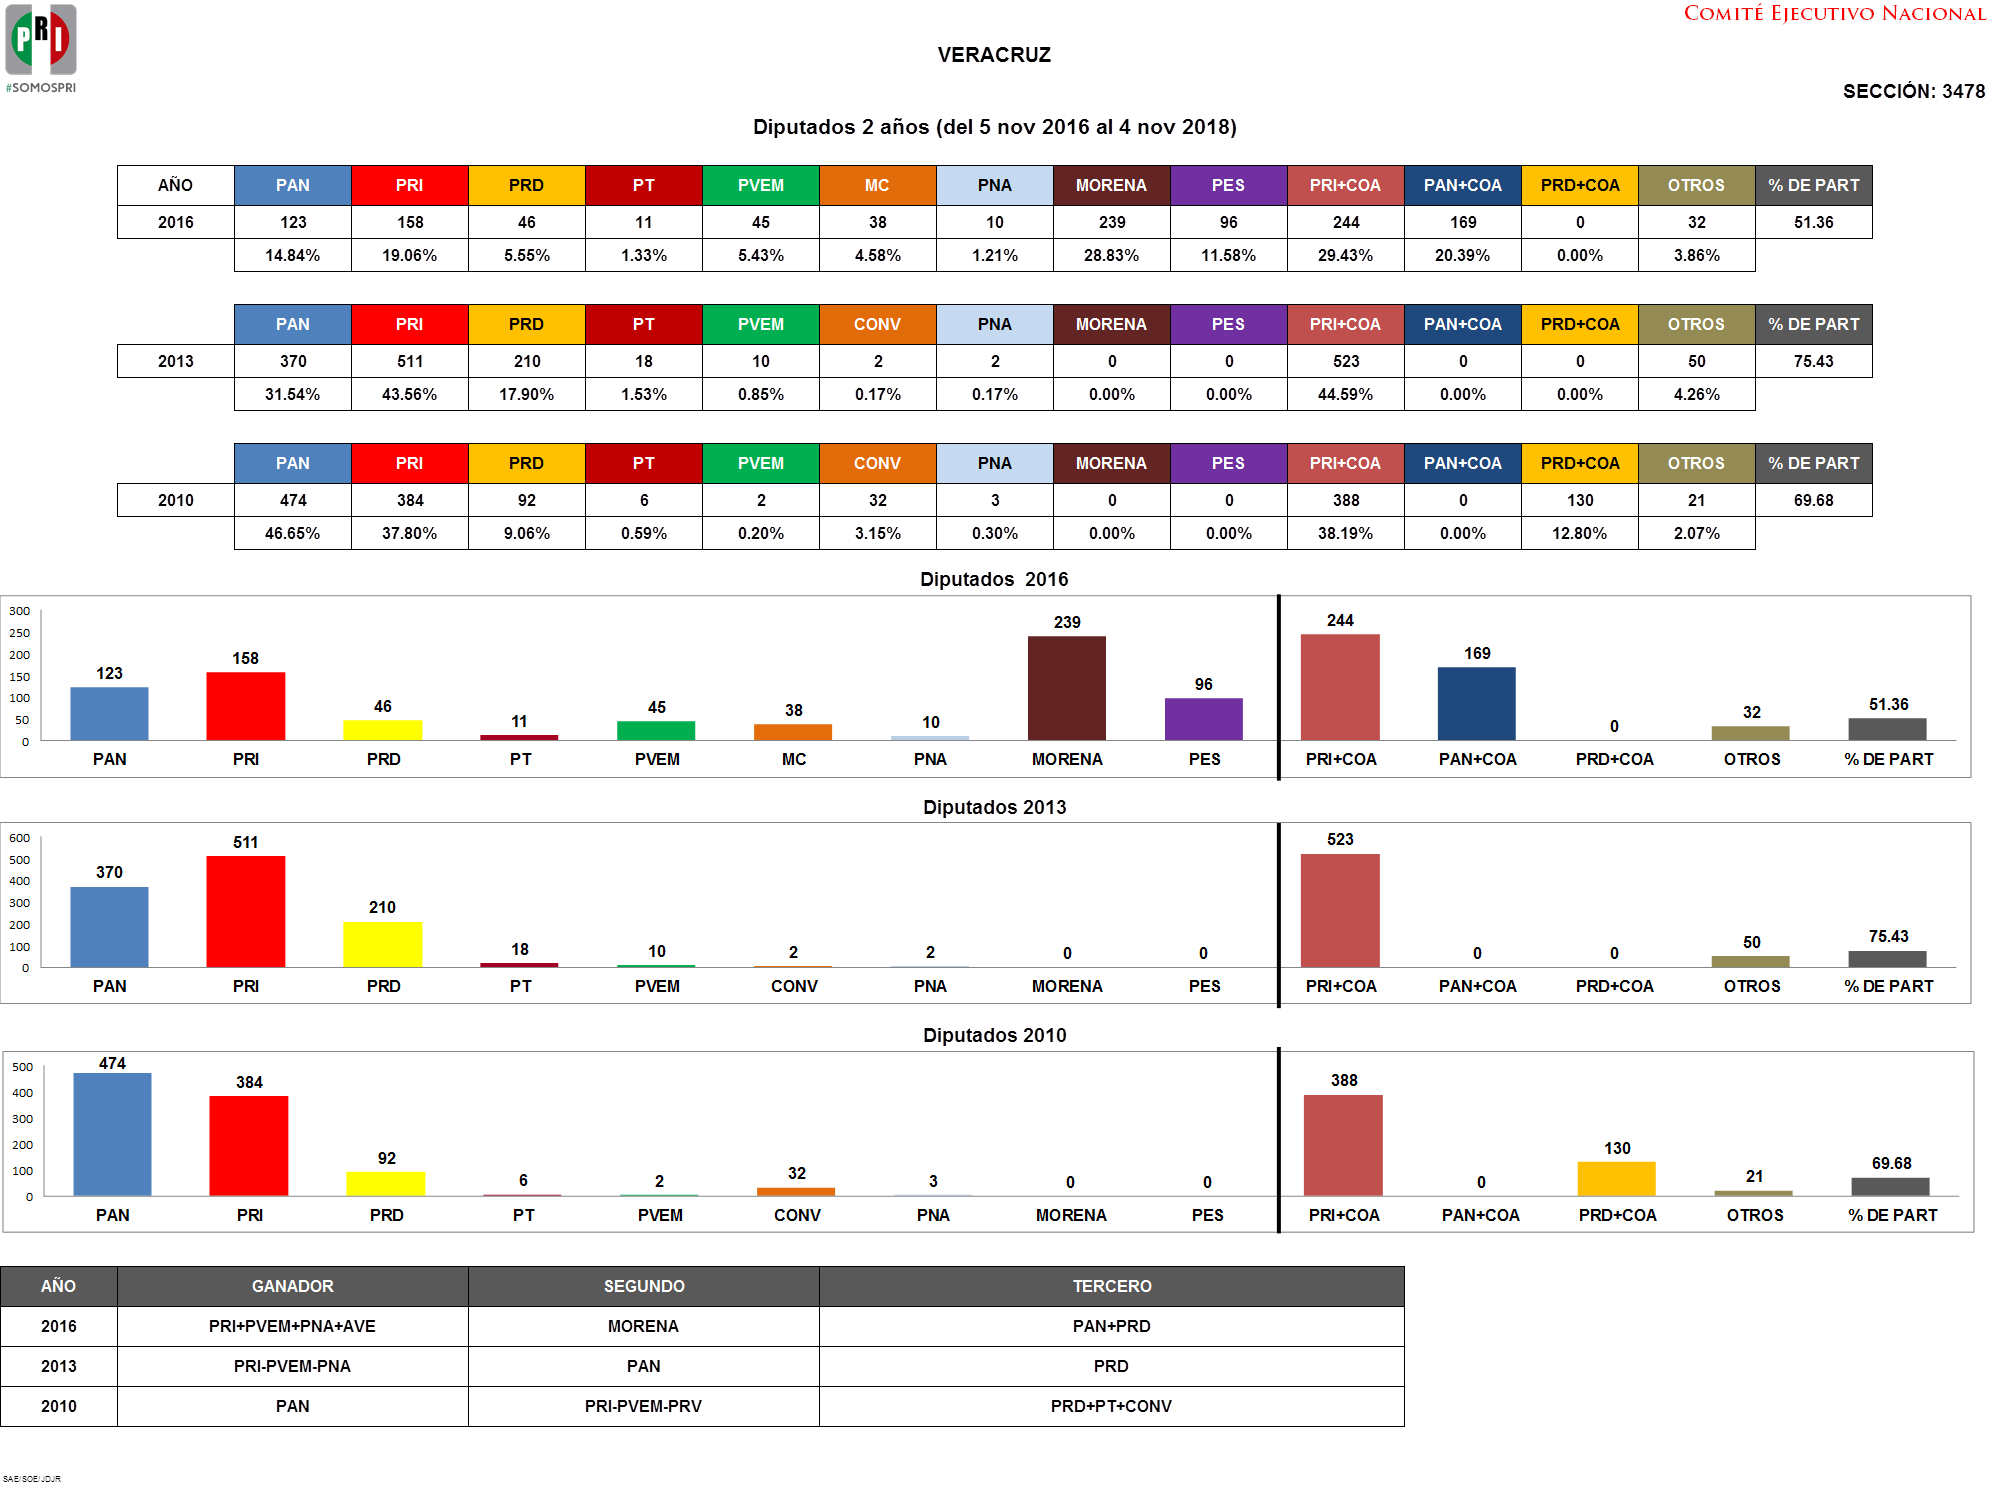 PRI
#SOMOSPRI
COMITÉ EJECUTIVO NACIONAL
VERACRUZ
SECCIÓN: 3478
Diputados 2 años (del 5 nov 2016 al 4 nov 2018)
AÑO PAN PRI PRD PT PVEM MC PNA MORENA PES PRI+COA PAN+COA PRD+COA OTROS % DE PART
2016 123 158 46 11 45 38 10 239 96 244 169 0 32 51.36
14.84% 19.06% 5.55% 1.33% 5.43% 4.58% 1.21% 28.83% 11.58% 29.43% 20.39% 0.00% 3.86%
PAN PRI PRD PT PVEM CONV PNA MORENA PES PRI+COA PAN+COA PRD+COA OTROS % DE PART
2013 370 511 210 18 10 2 2 0 0 523 0 0 50 75.43
31.54% 43.56% 17.90% 1.53% 0.85% 0.17% 0.17% 0.00% 0.00% 44.59% 0.00% 0.00% 4.26%
PAN PRI PRD PT PVEM CONV PNA MORENA PES PRI+COA PAN+COA PRD+COA OTROS % DE PART
2010 474 384 92 6 2 32 3 0 0 388 0 130 21 69.68
46.65% 37.80% 9.06% 0.59% 0.20% 3.15% 0.30% 0.00% 0.00% 38.19% 0.00% 12.80% 2.07%
Diputados 2016
300
250
200
150
100
50
0
123 158 46 11 45 38 10 239 96 244 169 0 32 51.36
PAN PRI PRD PT PVEM MC PNA MORENA PES PRI+COA PAN+COA PRD+COA OTROS % DE PART
Diputados 2013
600
500
400
300
200
100
0
370 511 210 18 10 2 2 0 0 523 0 0 50 75.43
PAN PRI PRD PT PVEM CONV PNA MORENA PES PRI+COA PAN+COA PRD+COA OTROS % DE PART
Diputados 2010
500
400
300
200
100
0
474 384 92 6 2 32 3 0 0 388 0 130 21 69.68
PAN PRI PRD PT PVEM CONV PNA MORENA PES PRI+COA PAN+COA PRD+COA OTROS % DE PART
AÑO GANADOR SEGUNDO TERCERO
2016 PRI+PVEM+PNA+AVE MORENA PAN+PRD
2013 PRI-PVEM-PNA PAN PRD
2010 PAN PRI-PVEM-PRV PRD+PT+CONV
SAE/SOE/JDJR